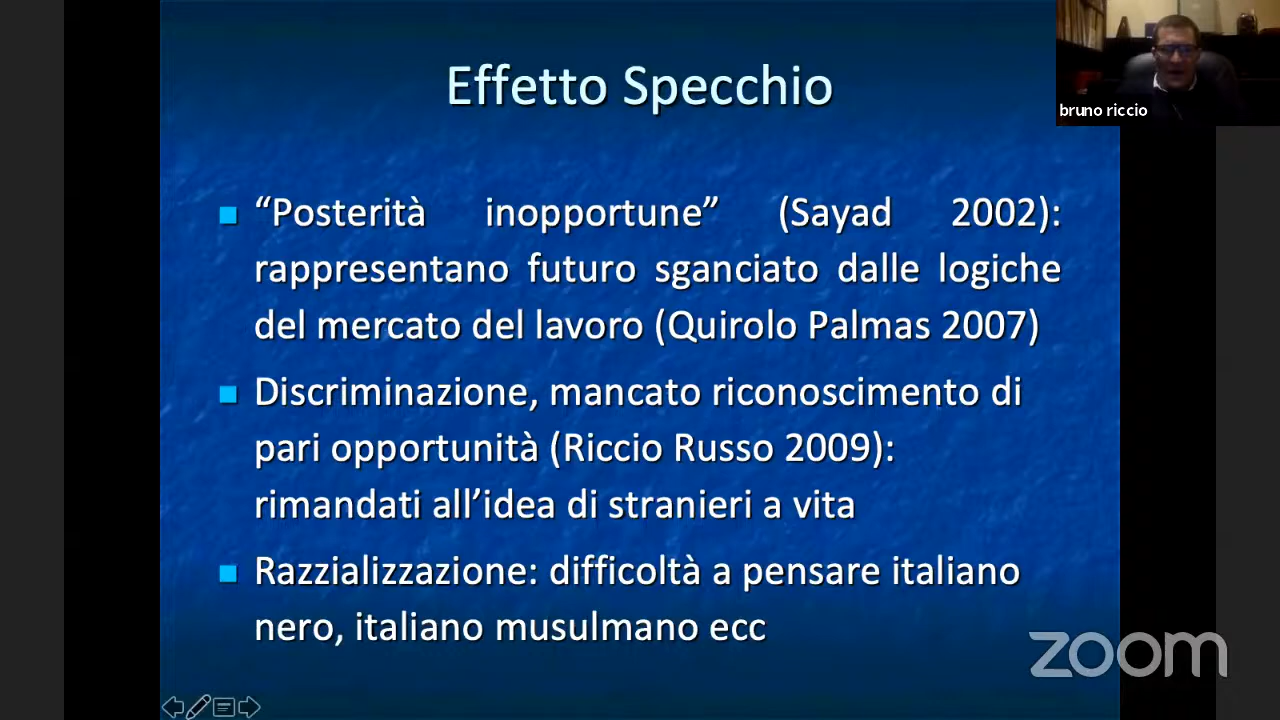 Effetto Specchio
bruno riccio
“Posterità inopportune” (Sayad 2002):
rappresentano futuro sganciato dalle logiche
del mercato del lavoro (Quirolo Palmas 2007)
Discriminazione, mancato riconoscimento di
pari opportunità (Riccio Russo 2009):
rimandati all’idea di stranieri a vita
Razzializzazione: difficoltà a pensare italiano
nero, italiano musulmano ecc
zoom